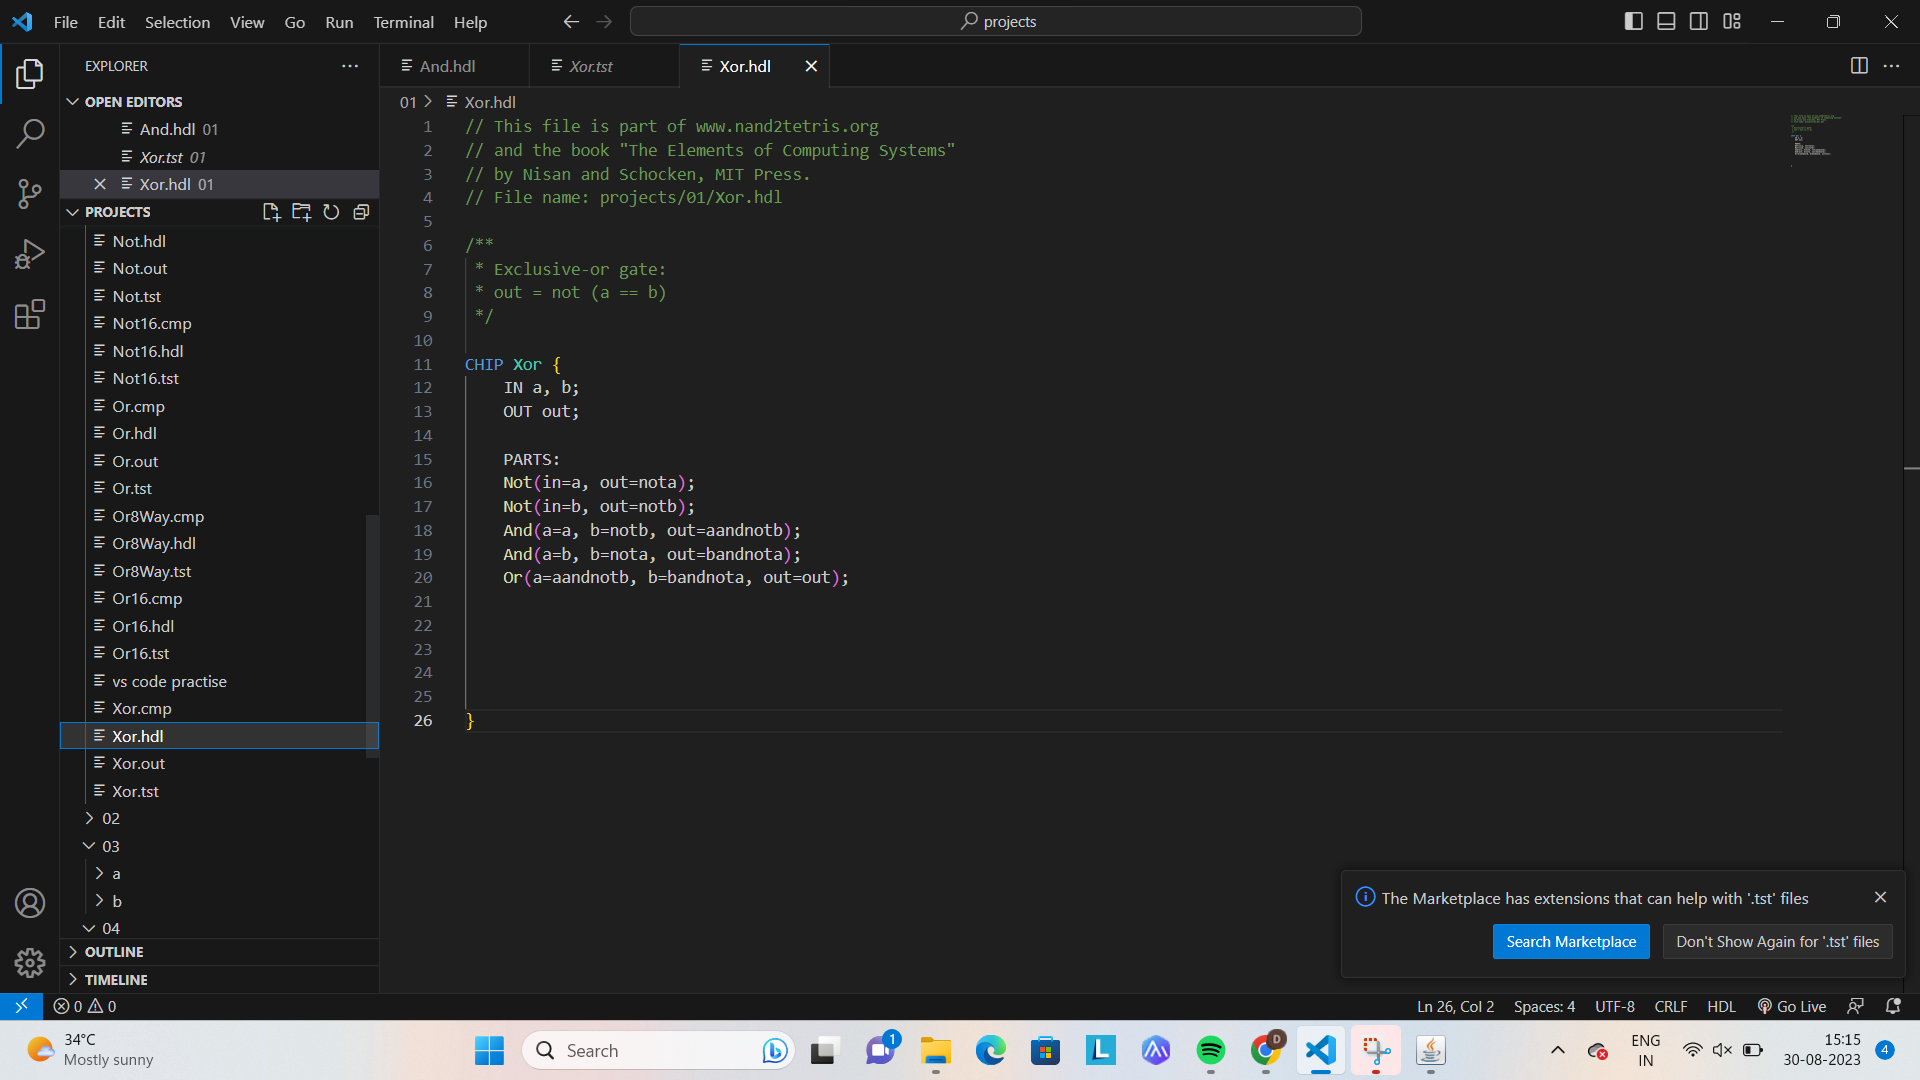 File Edit Selection View Go Run Terminal Help
projects
EXPLORER
OPEN EDITORS
And.hdl 01
Xor.tst 01
Xor.hdl 01
PROJECTS
Not.hdl
Not.out
Not.tst
Not16.cmp
Not16.hdl
Not16.tst
Or.cmp
Or.hdl
Or.out
Or.tst
Or8Way.cmp
Or8Way.hdl
Or8Way.tst
Or16.cmp
Or16.hdl
Or16.tst
vs code practise
Xor.cmp
Xor.hdl
Xor.out
Xor.tst
02
03
a
b
04
OUTLINE
TIMELINE
And.hdl
Xor.tst
Xor.hdl
01 > Xor.hdl
1 // This file is part of www.nand2tetris.org
2 // and the book "The Elements of Computing Systems"
3 // by Nisan and Schocken, MIT Press.
4 // File name: projects/01/Xor.hdl
5
6 /**
7 * Exclusive-or gate:
8 * out = not (a == b)
9 */
10
11 CHIP Xor {
12 IN a, b;
13 OUT out;
14
15 PARTS:
16 Not(in=a, out=nota);
17 Not(in=b, out=notb);
18 And(a=a, b=notb, out=aandnotb);
19 And(a=b, b=nota, out=bandnota);
20 Or(a=aandnotb, b=bandnota, out=out);
21
22
23
24
25
26 }
The Marketplace has extensions that can help with '.tst' files
Search Marketplace
Don't Show Again for '.tst' files
0 0
Ln 26, Col 2 Spaces: 4 UTF-8 CRLF HDL Go Live
34°C
Mostly sunny
Search
1
L
D
ENG
IN
15:15
30-08-2023
4